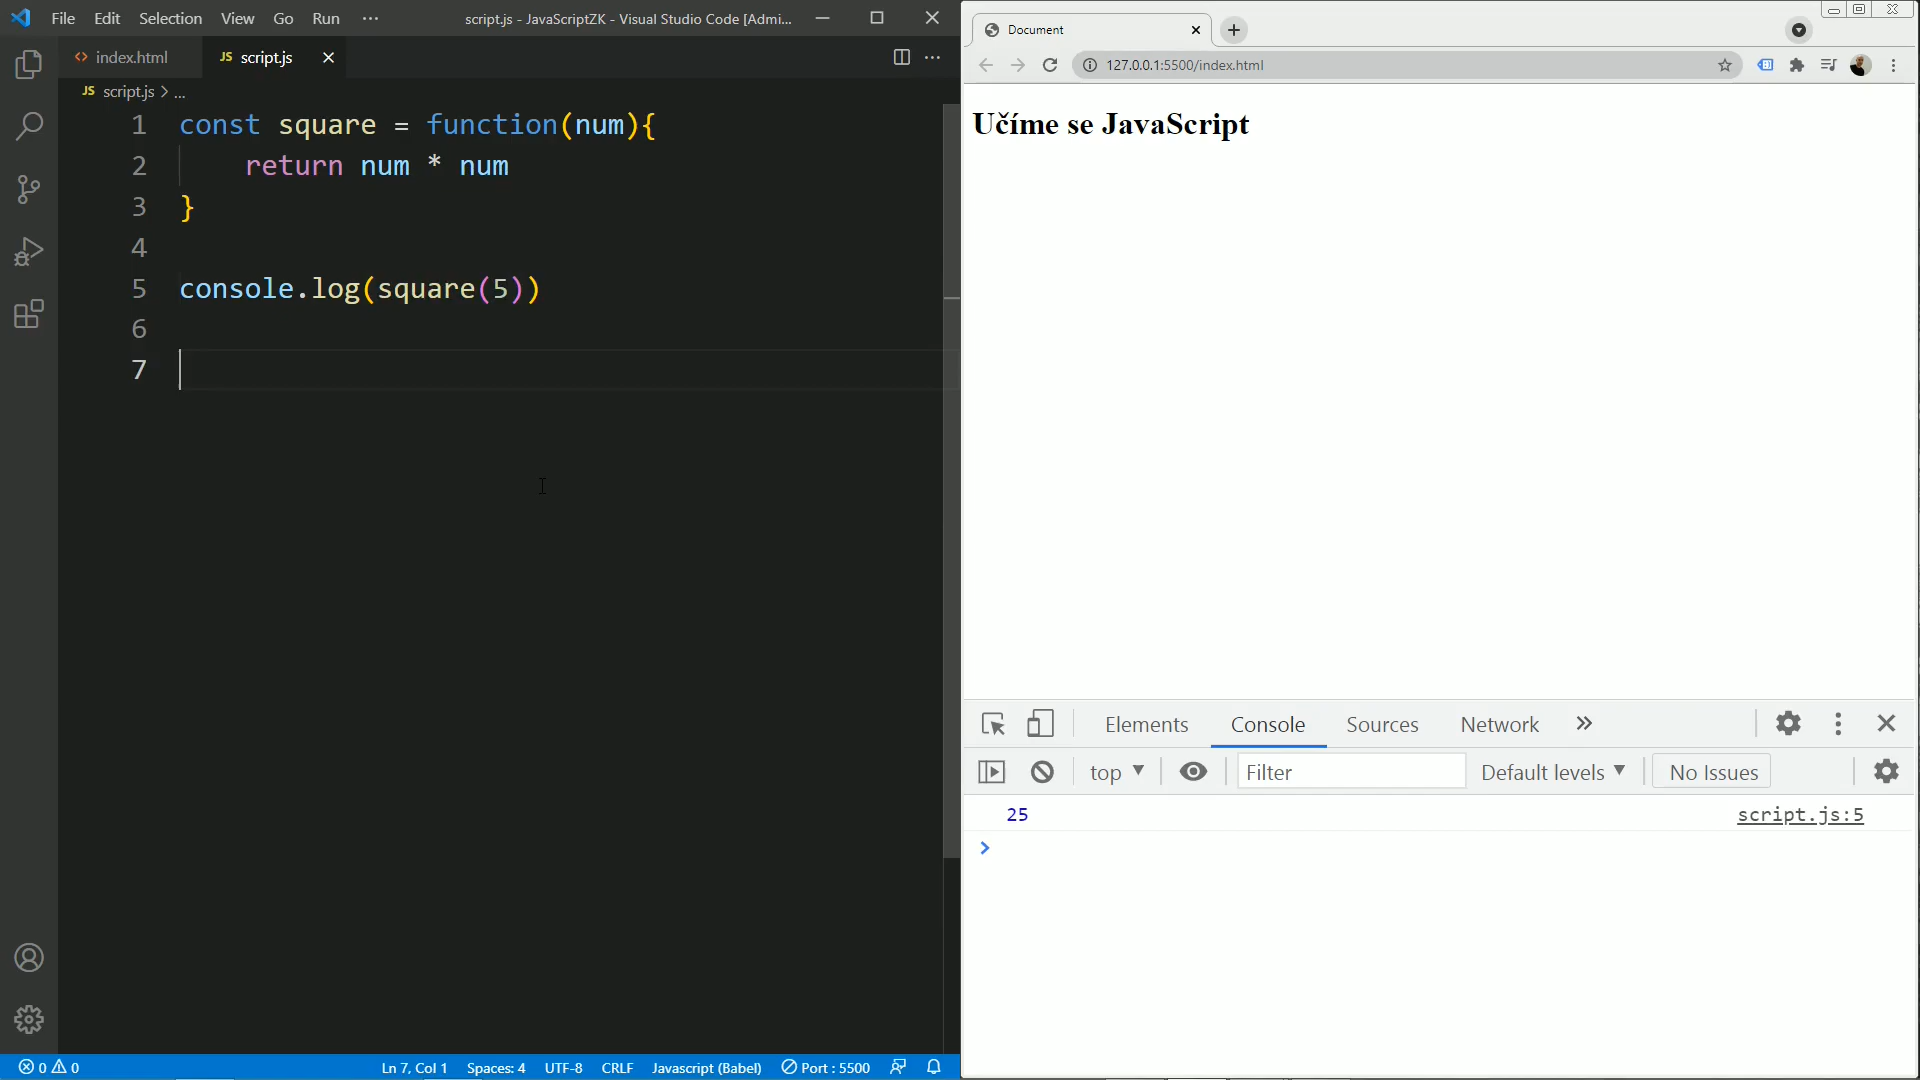 File Edit Selection View Go Run ···
script.js - JavaScriptZK - Visual Studio Code [Admi...
index.html
JS script.js
JS script.js > ...
1 const square = function(num){
2 return num * num
3 }
4
5 console.log(square(5))
6
7
0 0
Ln 7, Col 1 Spaces: 4 UTF-8 CRLF Javascript (Babel) Port : 5500
Document
127.0.0.1:5500/index.html
Učíme se JavaScript
Elements Console Sources Network »
top Filter Default levels No Issues
25 script.js:5
>